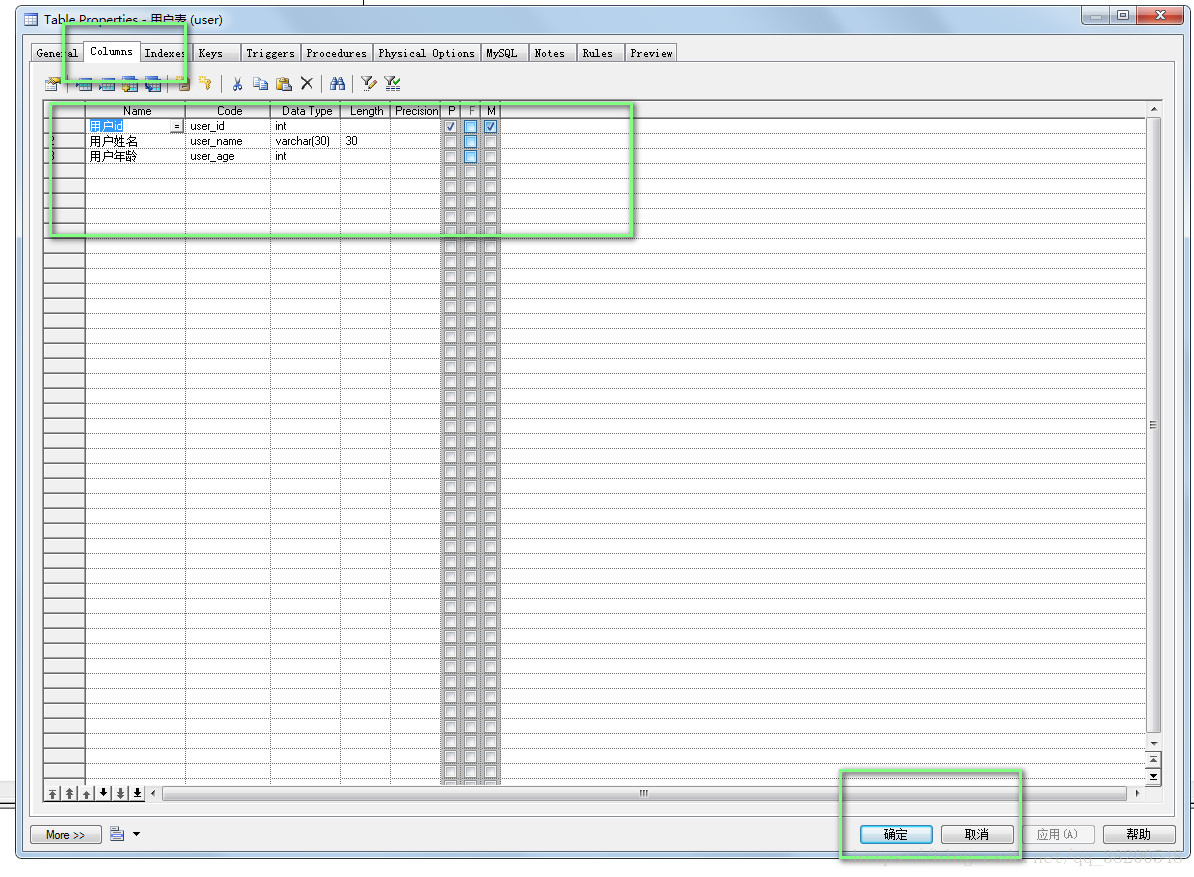 Table Properties - 用户表 (user)
General Columns Indexes Keys Triggers Procedures Physical Options MySQL Notes Rules Preview
Name Code Data Type Length Precision P F M
用户id = user_id int
2 用户姓名 user_name varchar(30) 30
3 用户年龄 user_age int
More >> 确定 取消 应用(A) 帮助